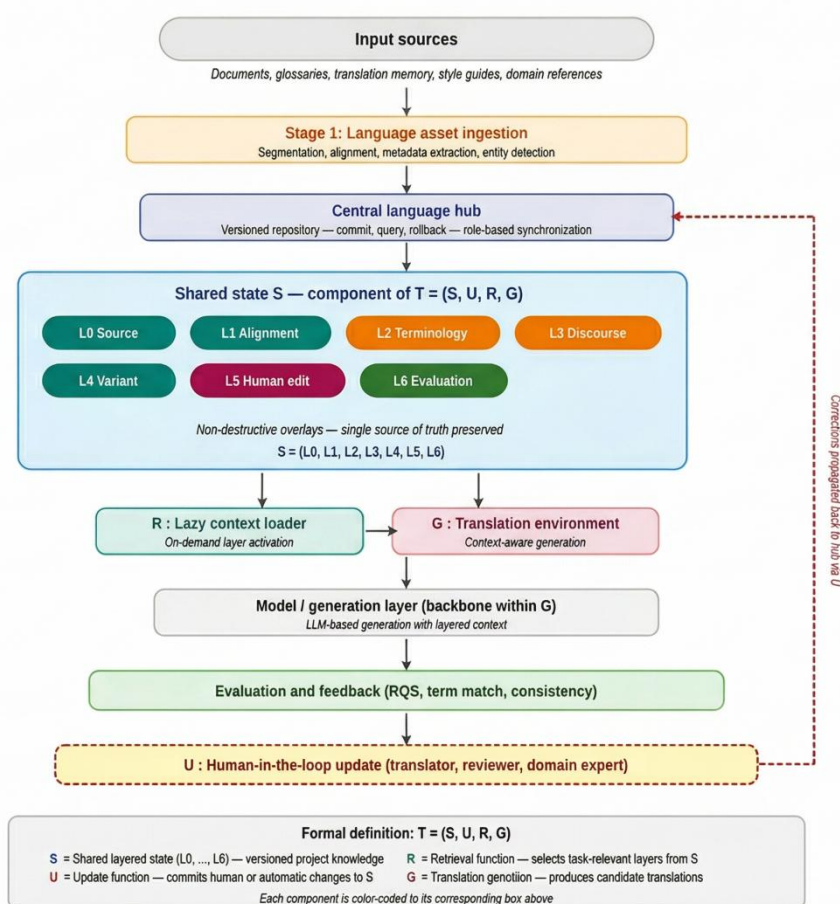 Input sources
Documents, glossaries, translation memory, style guides, domain references
Stage 1: Language asset ingestion
Segmentation, alignment, metadata extraction, entity detection
Central language hub
Versioned repository — commit, query, rollback — role-based synchronization
Shared state S — component of T = (S, U, R, G)
L0 Source
L1 Alignment
L2 Terminology
L3 Discourse
L4 Variant
L5 Human edit
L6 Evaluation
Non-destructive overlays — single source of truth preserved
S = (L0, L1, L2, L3, L4, L5, L6)
R : Lazy context loader
On-demand layer activation
G : Translation environment
Context-aware generation
Model / generation layer (backbone within G)
LLM-based generation with layered context
Evaluation and feedback (RQS, term match, consistency)
U : Human-in-the-loop update (translator, reviewer, domain expert)
Corrections propagated back to hub via U
Formal definition: T = (S, U, R, G)
S = Shared layered state (L0, ..., L6) — versioned project knowledge
R = Retrieval function — selects task-relevant layers from S
U = Update function — commits human or automatic changes to S
G = Translation genotiion — produces candidate translations
Each component is color-coded to its corresponding box above